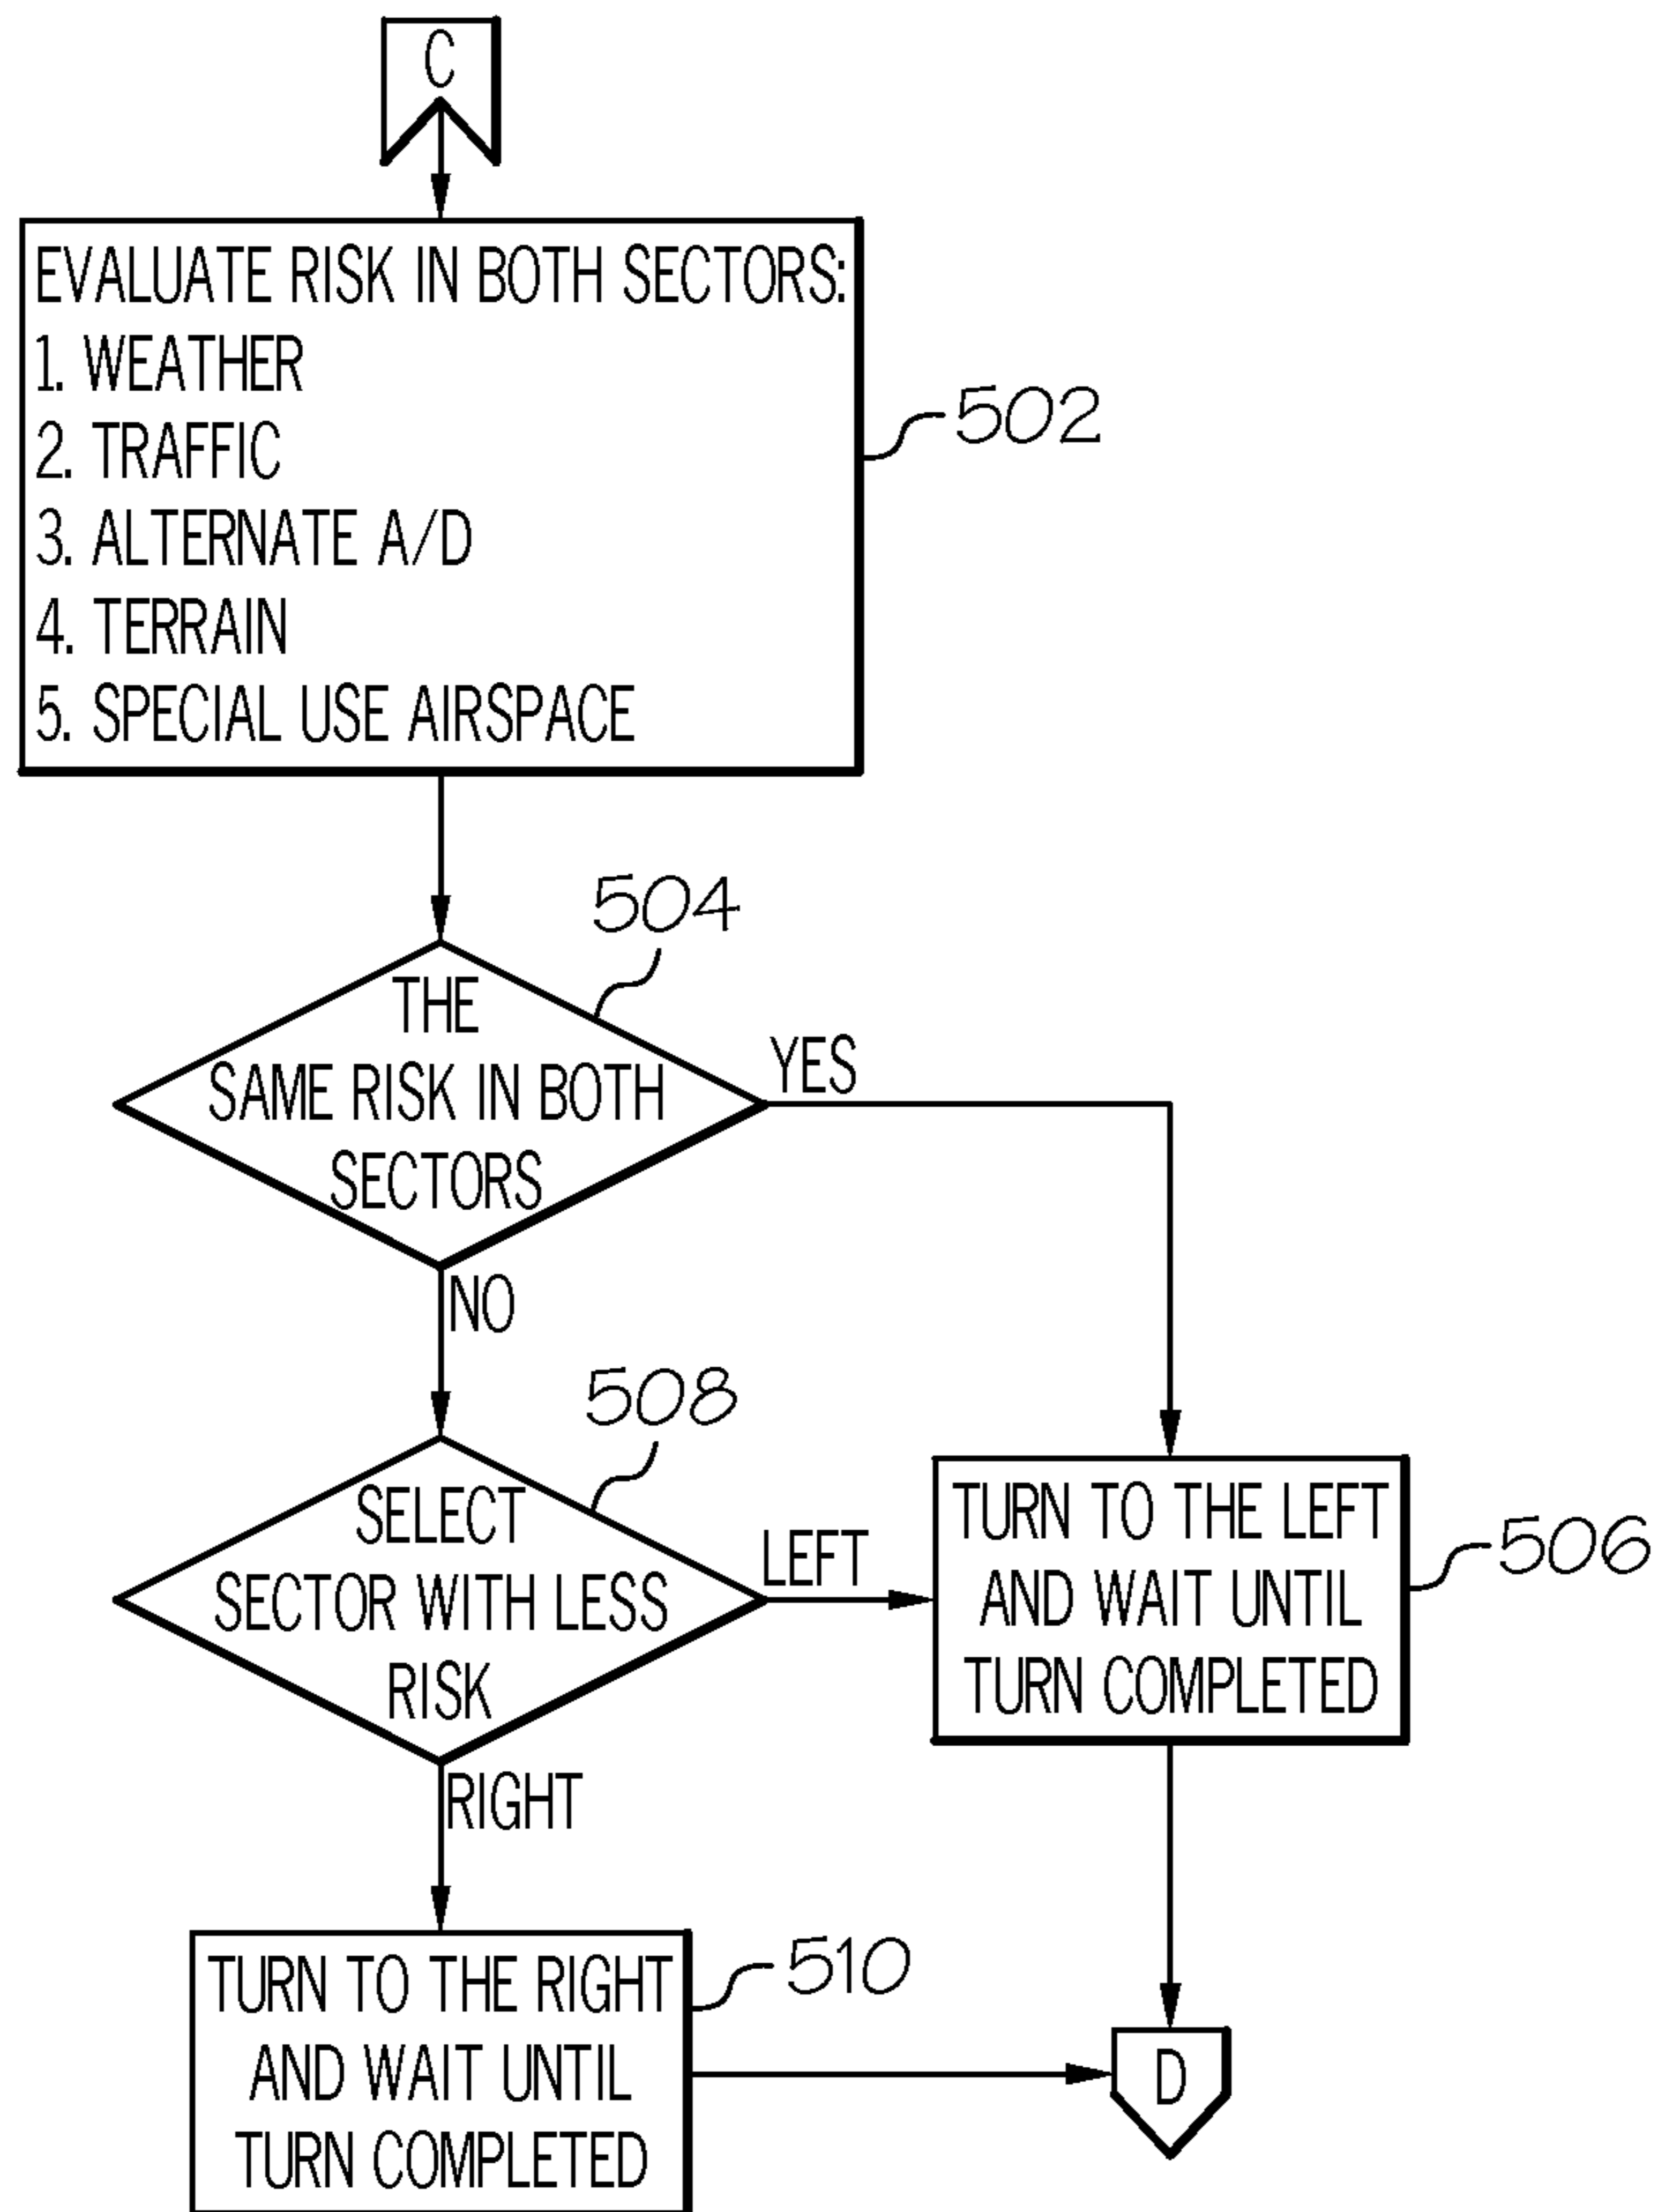 C
EVALUATE RISK IN BOTH SECTORS:
1. WEATHER
2. TRAFFIC
3. ALTERNATE A/D
4. TERRAIN
5. SPECIAL USE AIRSPACE
502
504
THE
SAME RISK IN BOTH
SECTORS
YES
NO
508
SELECT
SECTOR WITH LESS
RISK
LEFT
RIGHT
TURN TO THE LEFT
AND WAIT UNTIL
TURN COMPLETED
506
TURN TO THE RIGHT
AND WAIT UNTIL
TURN COMPLETED
510
D